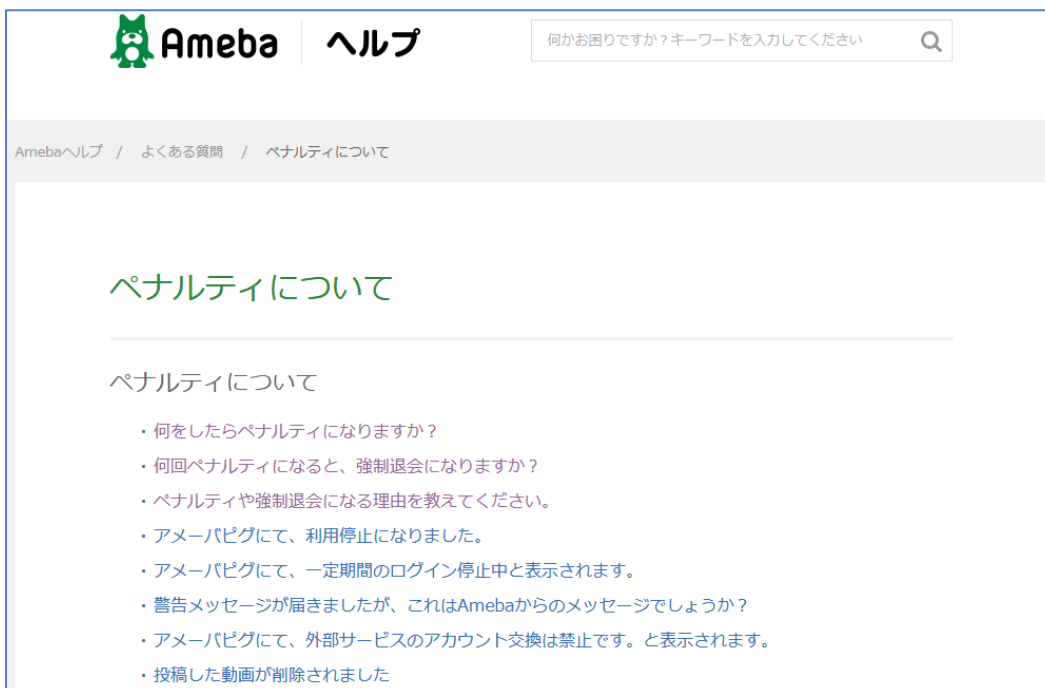 Ameba ヘルプ
何かお困りですか？キーワードを入力してください
Amebaヘルプ / よくある質問 / ペナルティについて
ペナルティについて
ペナルティについて
・何をしたらペナルティになりますか？
・何回ペナルティになると、強制退会になりますか？
・ペナルティや強制退会になる理由を教えてください。
・アメーバピグにて、利用停止になりました。
・アメーバピグにて、一定期間のログイン停止中と表示されます。
・警告メッセージが届きましたが、これはAmebaからのメッセージでしょうか？
・アメーバピグにて、外部サービスのアカウント交換は禁止です。と表示されます。
・投稿した動画が削除されました